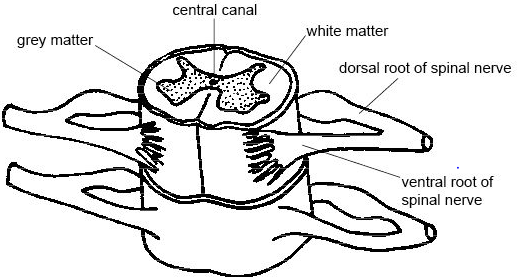 central canal
grey matter
white matter
dorsal root of spinal nerve
ventral root of
spinal nerve